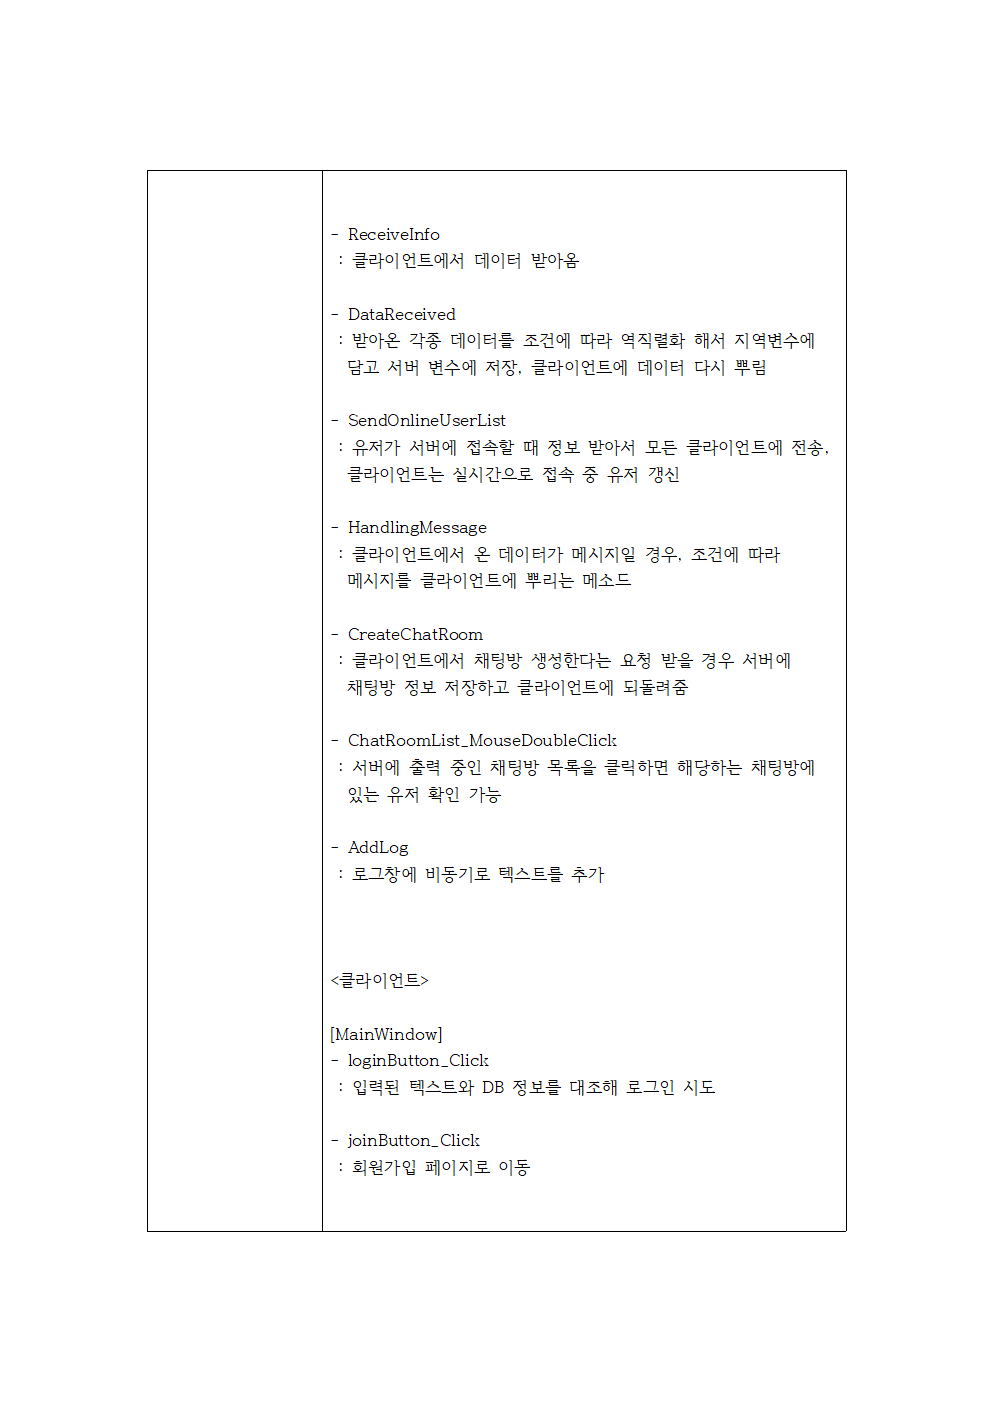 - ReceiveInfo
: 클라이언트에서 데이터 받아옴
- DataReceived
: 받아온 각종 데이터를 조건에 따라 역직렬화 해서 지역변수에
담고 서버 변수에 저장, 클라이언트에 데이터 다시 뿌림
- SendOnlineUserList
: 유저가 서버에 접속할 때 정보 받아서 모든 클라이언트에 전송,
클라이언트는 실시간으로 접속 중 유저 갱신
- HandlingMessage
: 클라이언트에서 온 데이터가 메시지일 경우, 조건에 따라
메시지를 클라이언트에 뿌리는 메소드
- CreateChatRoom
: 클라이언트에서 채팅방 생성한다는 요청 받을 경우 서버에
채팅방 정보 저장하고 클라이언트에 되돌려줌
- ChatRoomList_MouseDoubleClick
: 서버에 출력 중인 채팅방 목록을 클릭하면 해당하는 채팅방에
있는 유저 확인 가능
- AddLog
: 로그창에 비동기로 텍스트를 추가
<클라이언트>
[MainWindow]
- loginButton_Click
: 입력된 텍스트와 DB 정보를 대조해 로그인 시도
- joinButton_Click
: 회원가입 페이지로 이동